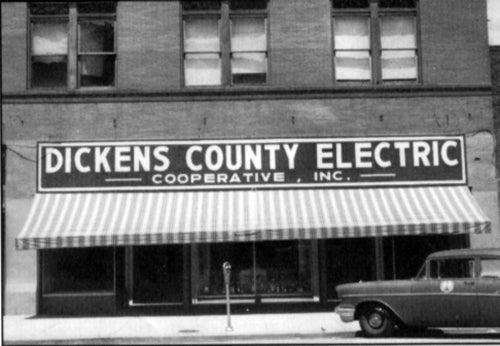 DICKENS COUNTY ELECTRIC
COOPERATIVE, INC.